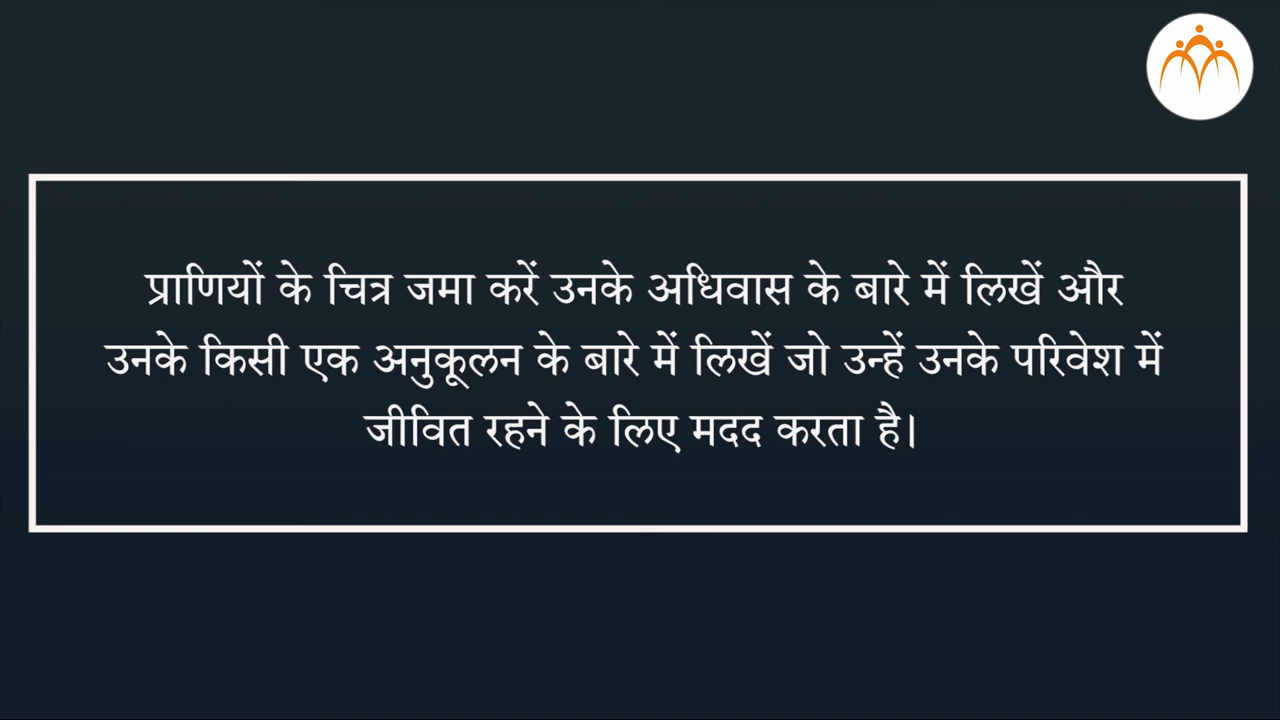 प्राणियों के चित्र जमा करें उनके अधिवास के बारे में लिखें और
उनके किसी एक अनुकूलन के बारे में लिखें जो उन्हें उनके परिवेश में
जीवित रहने के लिए मदद करता है।